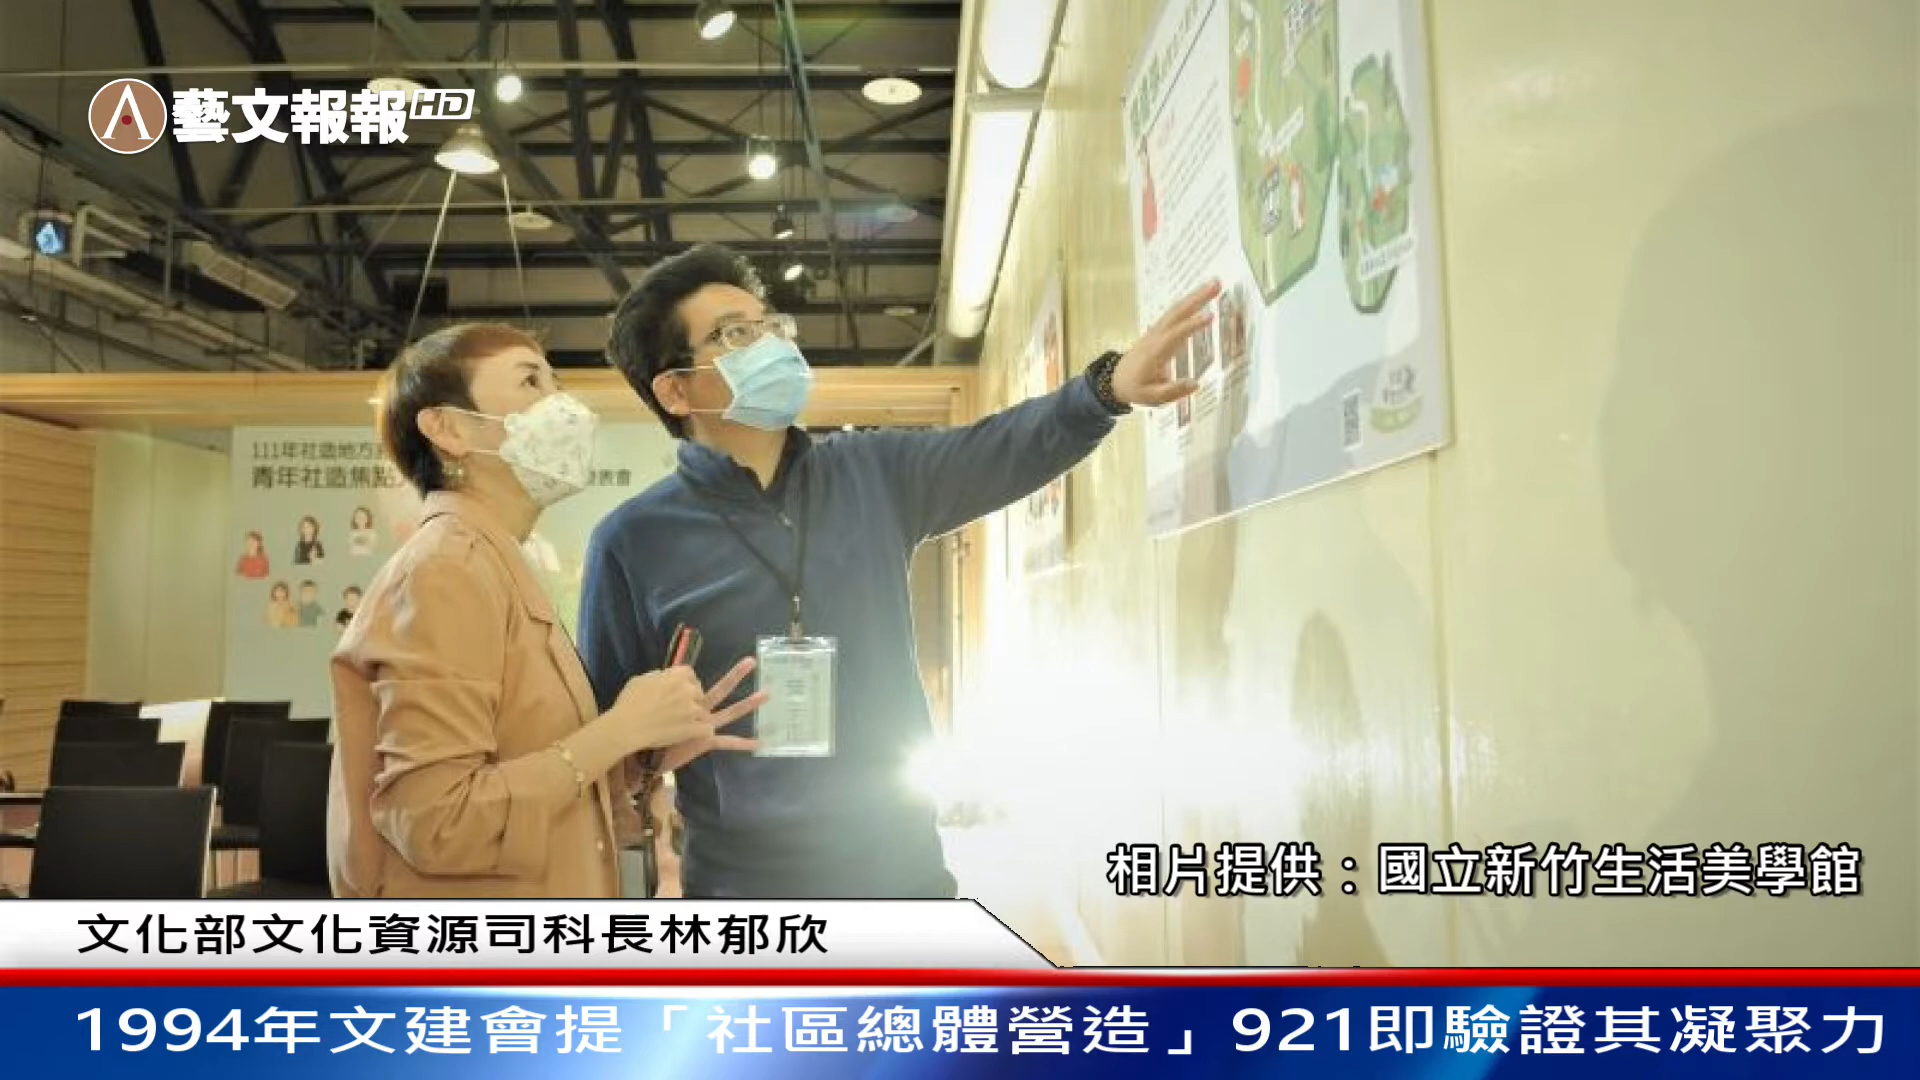 藝文報報HD
111年社造地方
青年社造焦點
發表會
相片提供：國立新竹生活美學館
文化部文化資源司科長林郁欣
1994年文建會提「社區總體營造」921即驗證其凝聚力